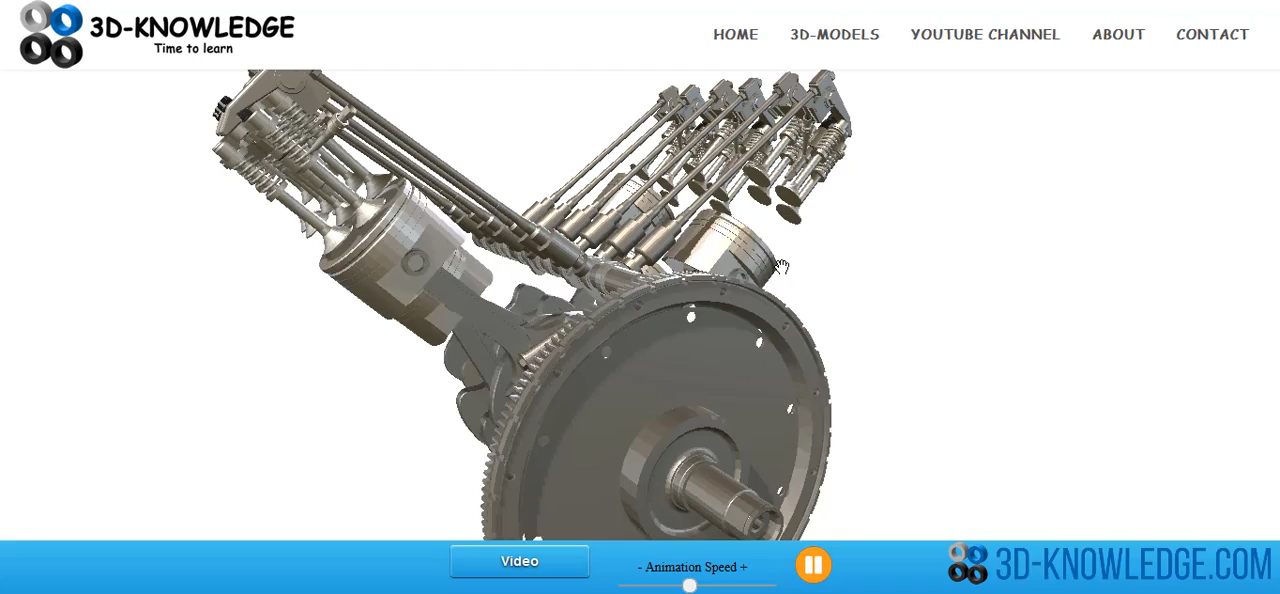 3D-KNOWLEDGE
Time to learn
HOME 3D-MODELS YOUTUBE CHANNEL ABOUT CONTACT
Video
- Animation Speed +
3D-KNOWLEDGE.COM